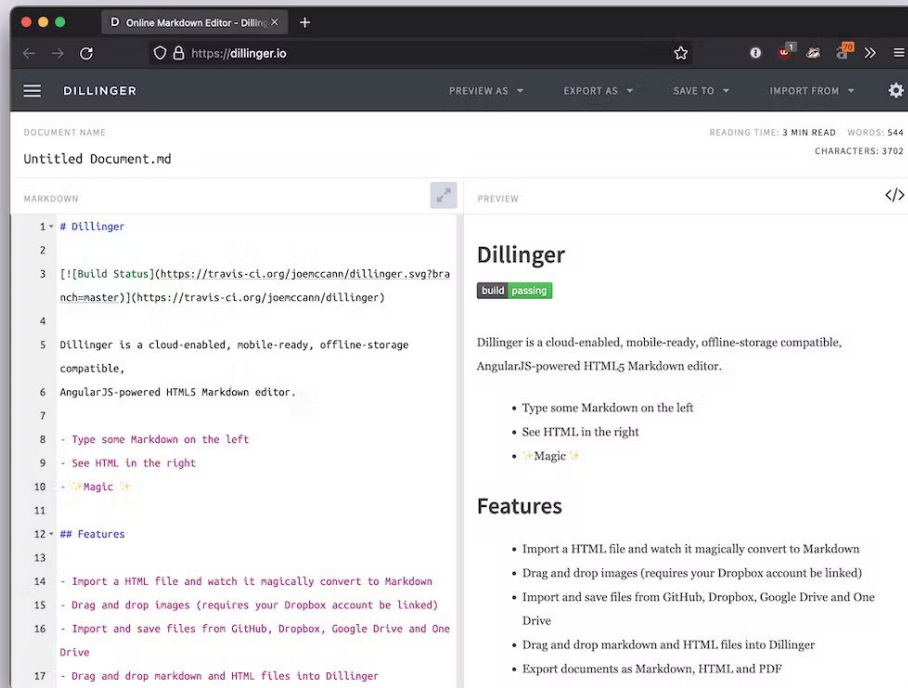 D Online Markdown Editor - Dilling
https://dillinger.io
1
70
DILLINGER
PREVIEW AS
EXPORT AS
SAVE TO
IMPORT FROM
DOCUMENT NAME
READING TIME: 3 MIN READ WORDS: 544
Untitled Document.md
CHARACTERS: 3702
MARKDOWN
1 # Dillinger
2
3 [![Build Status](https://travis-ci.org/joemccann/dillinger.svg?bra
nch=master)](https://travis-ci.org/joemccann/dillinger)
4
5 Dillinger is a cloud-enabled, mobile-ready, offline-storage
compatible,
6 AngularJS-powered HTML5 Markdown editor.
7
8 - Type some Markdown on the left
9 - See HTML in the right
10 - ✨Magic ✨
11
12 ## Features
13
14 - Import a HTML file and watch it magically convert to Markdown
15 - Drag and drop images (requires your Dropbox account be linked)
16 - Import and save files from GitHub, Dropbox, Google Drive and One
Drive
17 - Drag and drop markdown and HTML files into Dillinger
PREVIEW
</>
Dillinger
build passing
Dillinger is a cloud-enabled, mobile-ready, offline-storage compatible,
AngularJS-powered HTML5 Markdown editor.
• Type some Markdown on the left
• See HTML in the right
• ✨Magic ✨
Features
• Import a HTML file and watch it magically convert to Markdown
• Drag and drop images (requires your Dropbox account be linked)
• Import and save files from GitHub, Dropbox, Google Drive and One
Drive
• Drag and drop markdown and HTML files into Dillinger
• Export documents as Markdown, HTML and PDF